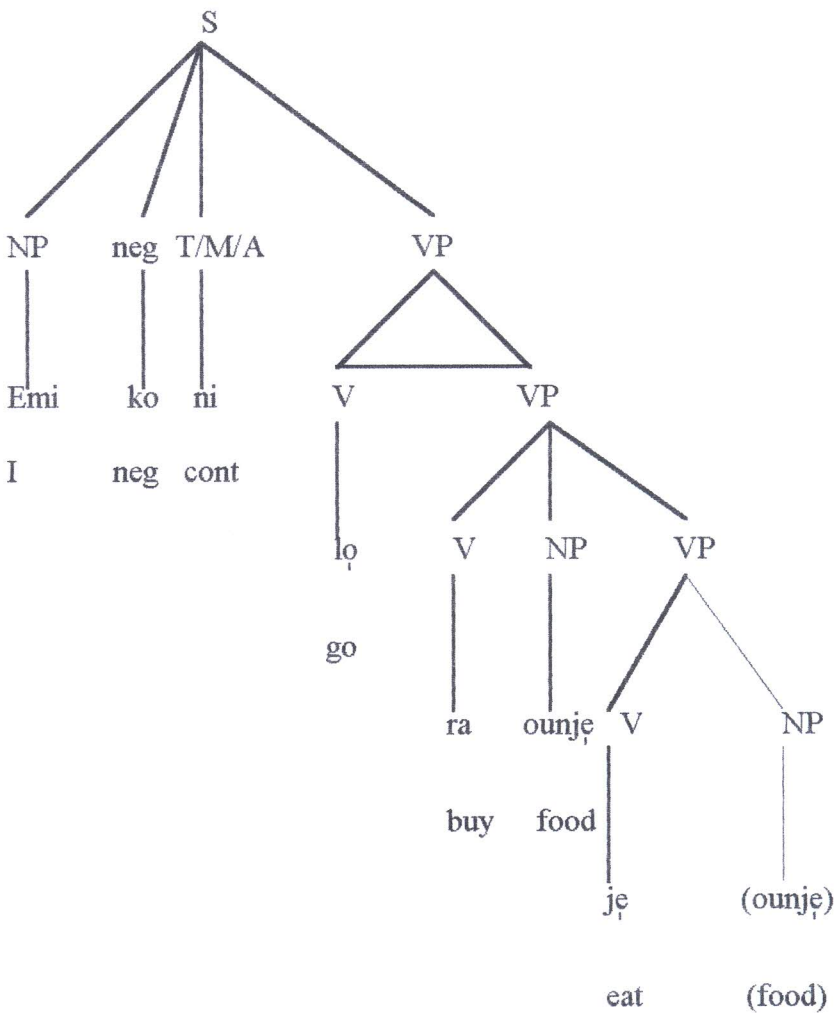 S
NP neg T/M/A VP
Emi ko ni V VP
I neg cont
lọ V NP VP
go
ra ounjẹ V NP
buy food
jẹ (ounjẹ)
eat (food)